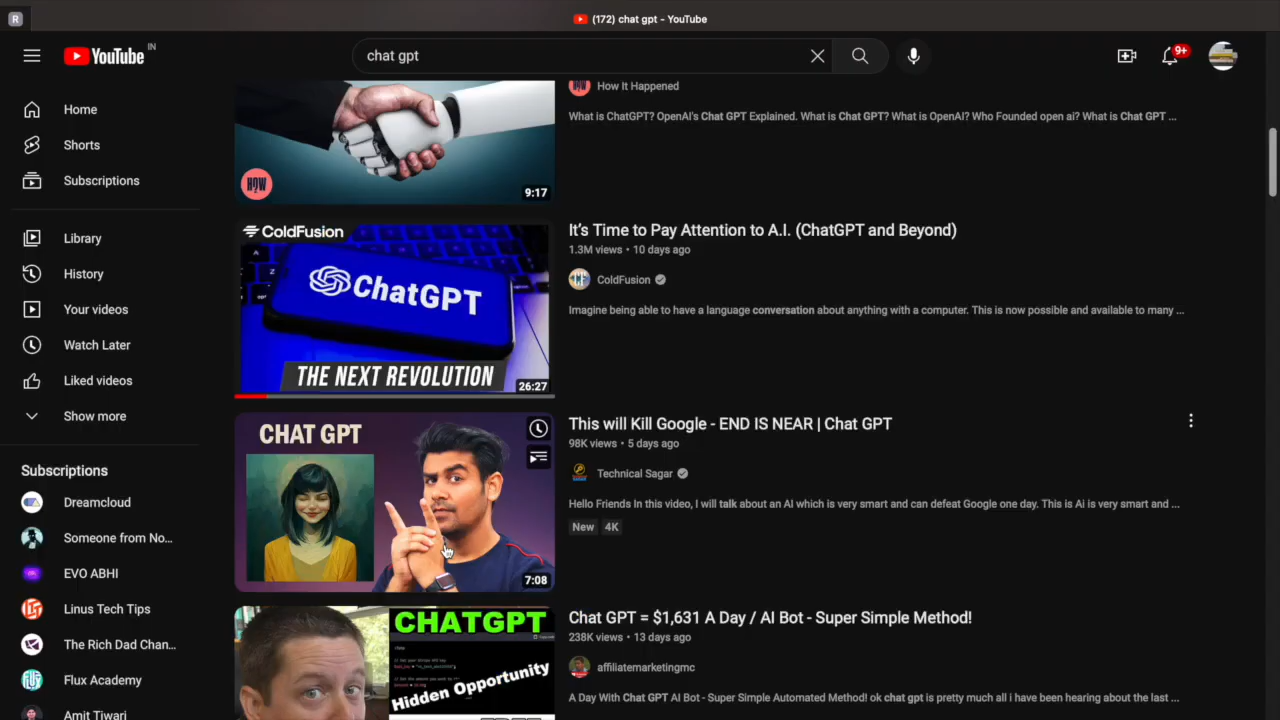 R
(172) chat gpt - YouTube
YouTube IN
chat gpt
9+
Home
Shorts
Subscriptions
Library
History
Your videos
Watch Later
Liked videos
Show more
Subscriptions
Dreamcloud
Someone from No...
EVO ABHI
Linus Tech Tips
The Rich Dad Chan...
Flux Academy
Amit Tiwari
HOW
9:17
How It Happened
What is ChatGPT? OpenAI's Chat GPT Explained. What is Chat GPT? What is OpenAI? Who Founded open ai? What is Chat GPT ...
ColdFusion
ChatGPT
THE NEXT REVOLUTION
26:27
It's Time to Pay Attention to A.I. (ChatGPT and Beyond)
1.3M views • 10 days ago
ColdFusion
Imagine being able to have a language conversation about anything with a computer. This is now possible and available to many ...
CHAT GPT
7:08
This will Kill Google - END IS NEAR | Chat GPT
98K views • 5 days ago
Technical Sagar
Hello Friends In this video, I will talk about an AI which is very smart and can defeat Google one day. This is Ai is very smart and ...
New 4K
CHATGPT
Hidden Opportunity
Chat GPT = $1,631 A Day / AI Bot - Super Simple Method!
238K views • 13 days ago
affiliatemarketingmc
A Day With Chat GPT AI Bot - Super Simple Automated Method! ok chat gpt is pretty much all i have been hearing about the last ...